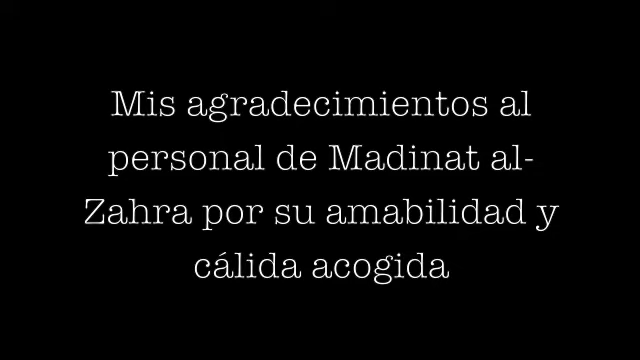 Mis agradecimientos al
personal de Madinat al-
Zahra por su amabilidad y
cálida acogida